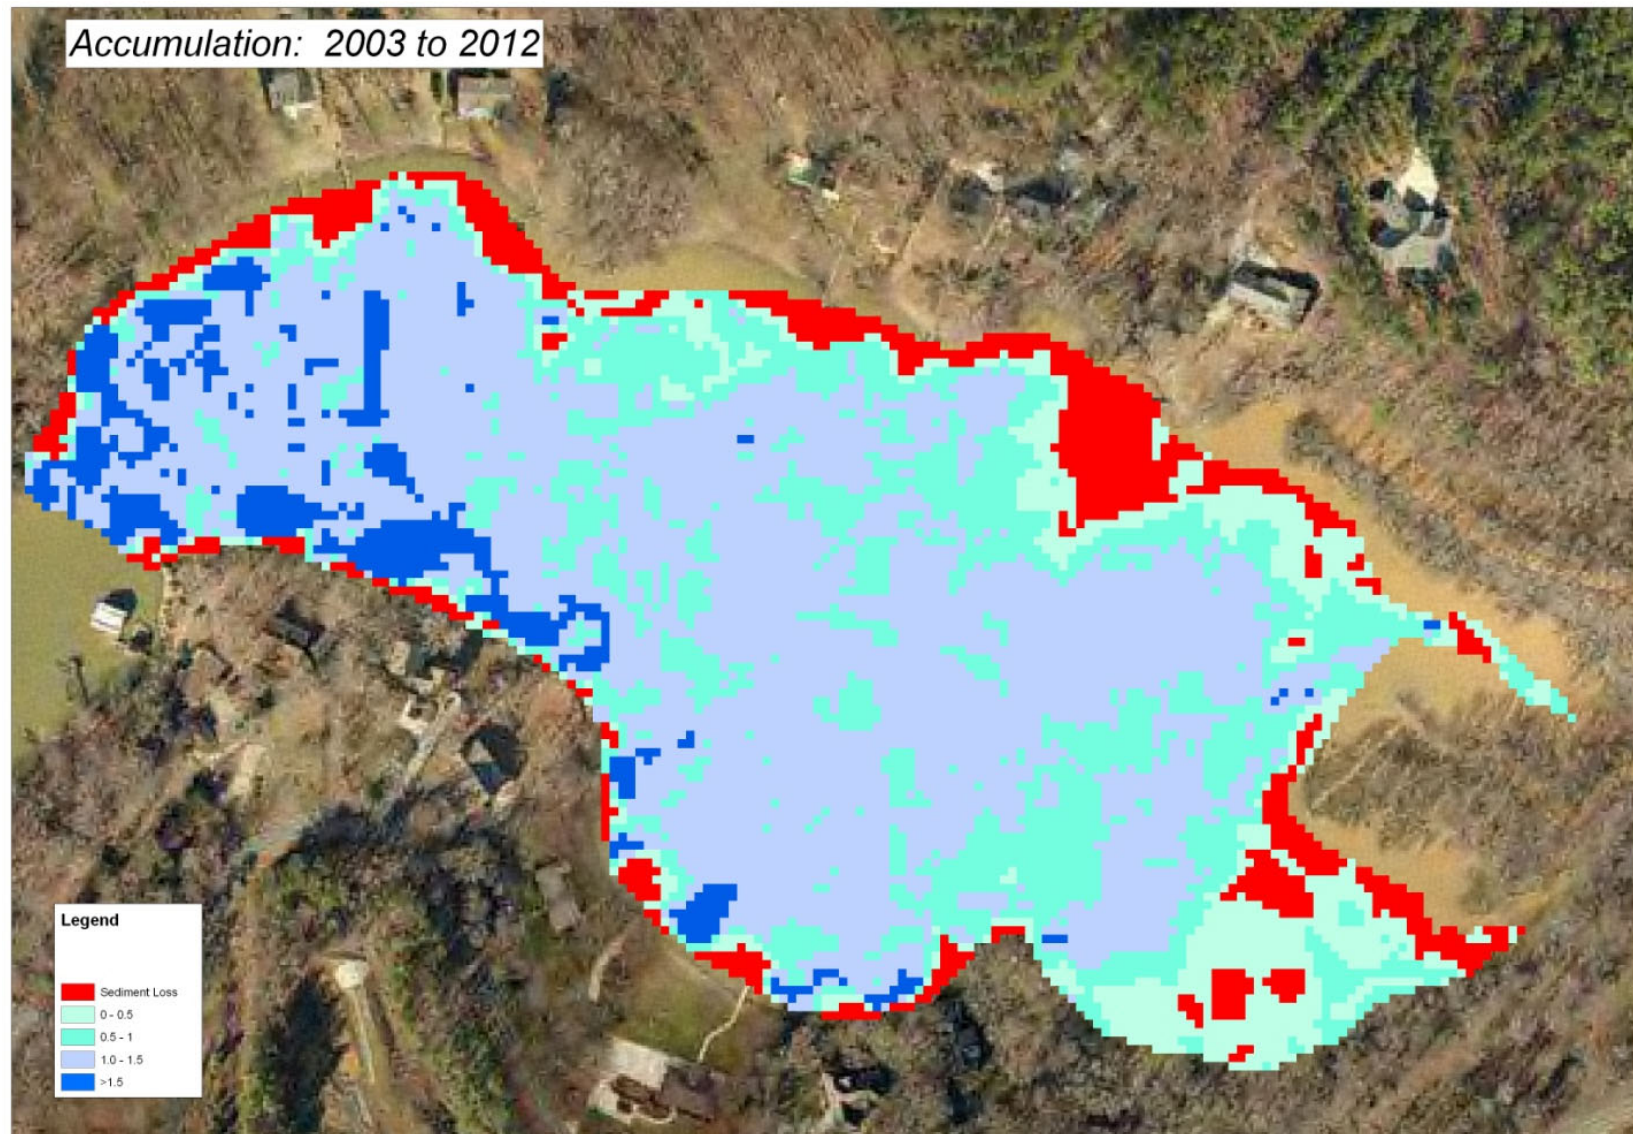 Accumulation: 2003 to 2012
Legend
Sediment Loss
0 - 0.5
0.5 - 1
1.0 - 1.5
>1.5